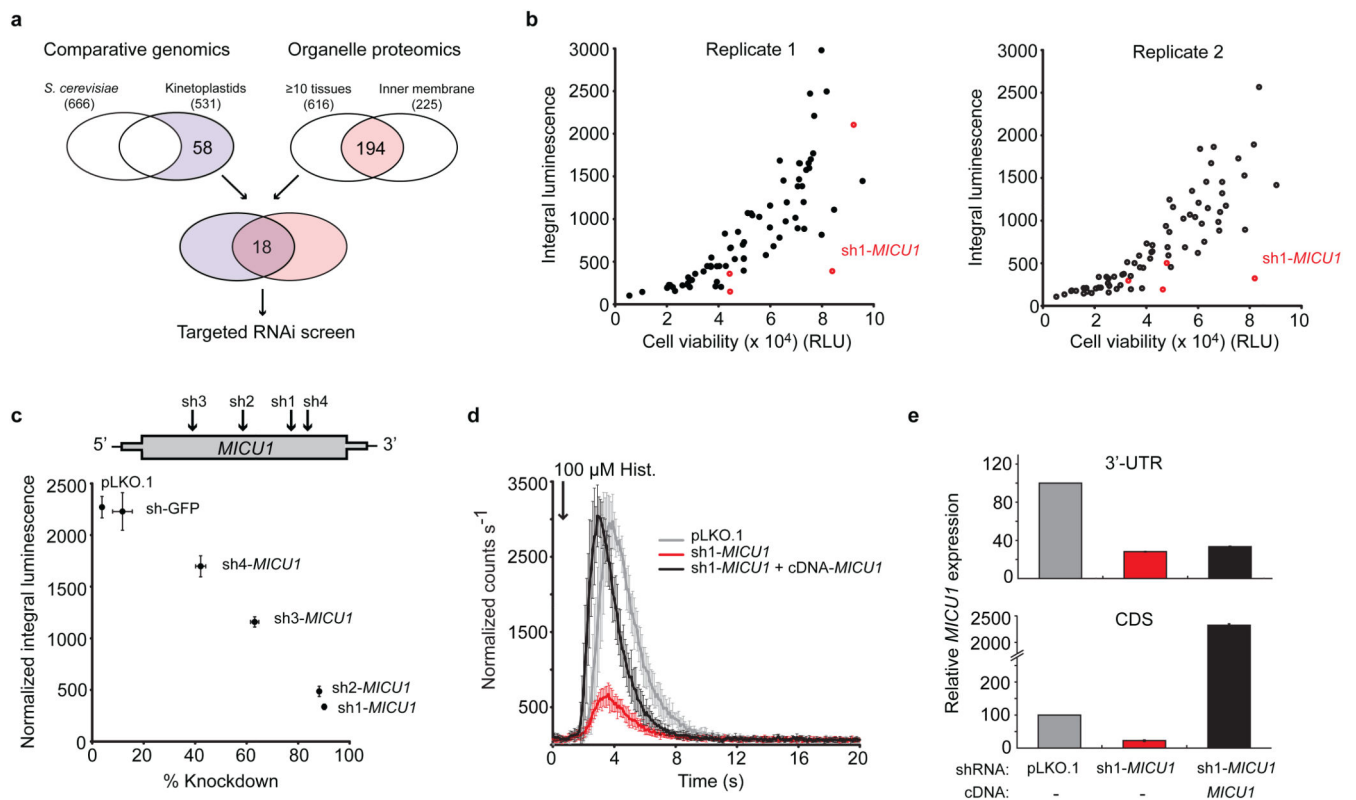 a
Comparative genomics
Organelle proteomics
S. cerevisiae
(666)
Kinetoplastids
(531)
≥10 tissues
(616)
Inner membrane
(225)
58
194
18
Targeted RNAi screen
b
Replicate 1
Integral luminescence
3000
2500
2000
1500
1000
500
0
sh1-MICU1
0 2 4 6 8 10
Cell viability (x 10⁴) (RLU)
Replicate 2
Integral luminescence
3000
2500
2000
1500
1000
500
0
sh1-MICU1
0 2 4 6 8 10
Cell viability (x 10⁴) (RLU)
c
sh3 sh2 sh1 sh4
5’ MICU1 3’
Normalized integral luminescence
2500
2000
1500
1000
500
0
pLKO.1
sh-GFP
sh4-MICU1
sh3-MICU1
sh2-MICU1
sh1-MICU1
0 20 40 60 80 100
% Knockdown
d
100 µM Hist.
Normalized counts s⁻¹
3500
3000
1500
500
pLKO.1
sh1-MICU1
sh1-MICU1 + cDNA-MICU1
0 4 8 12 16 20
Time (s)
e
Relative MICU1 expression
3’-UTR
120
80
40
0
CDS
2500
2000
200
100
0
shRNA: pLKO.1 sh1-MICU1 sh1-MICU1
cDNA: - - MICU1